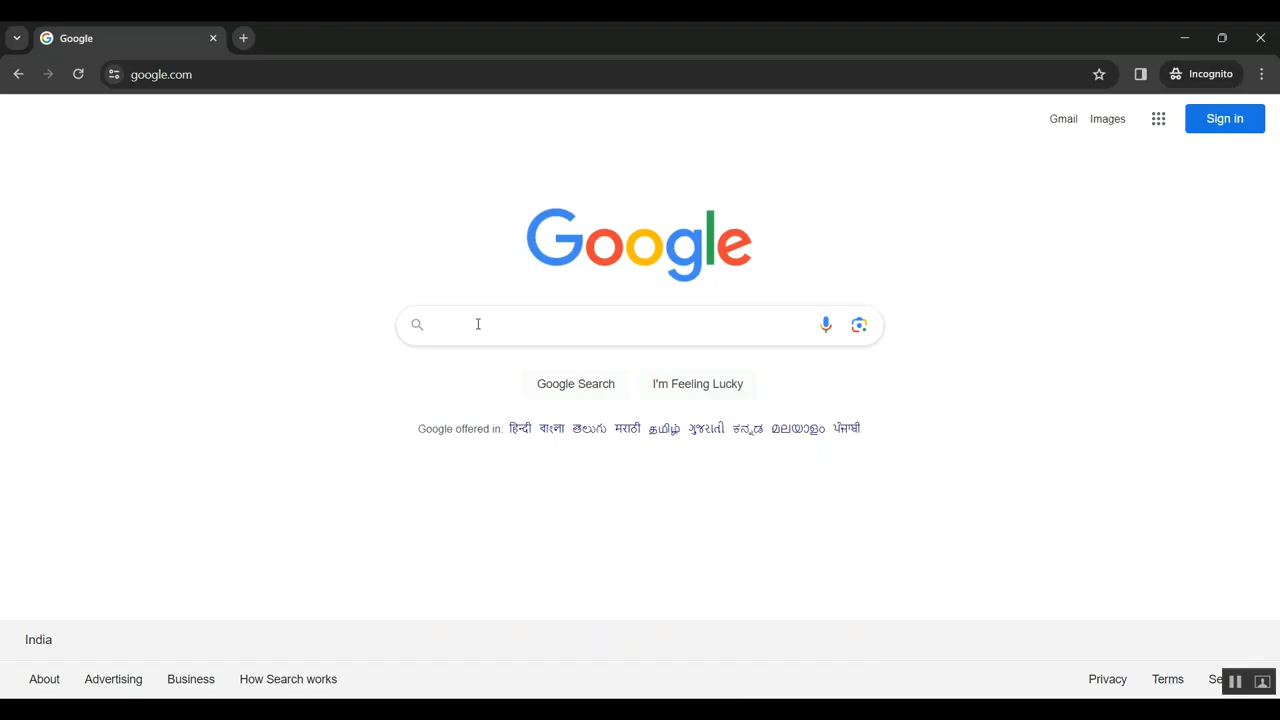 Google
google.com
Incognito
Gmail Images Sign in
Google
Google Search I'm Feeling Lucky
Google offered in: हिन्दी বাংলা తెలుగు मराठी தமிழ் ગુજરાતી ಕನ್ನಡ മലയാളം ਪੰਜਾਬੀ
India
About Advertising Business How Search works Privacy Terms